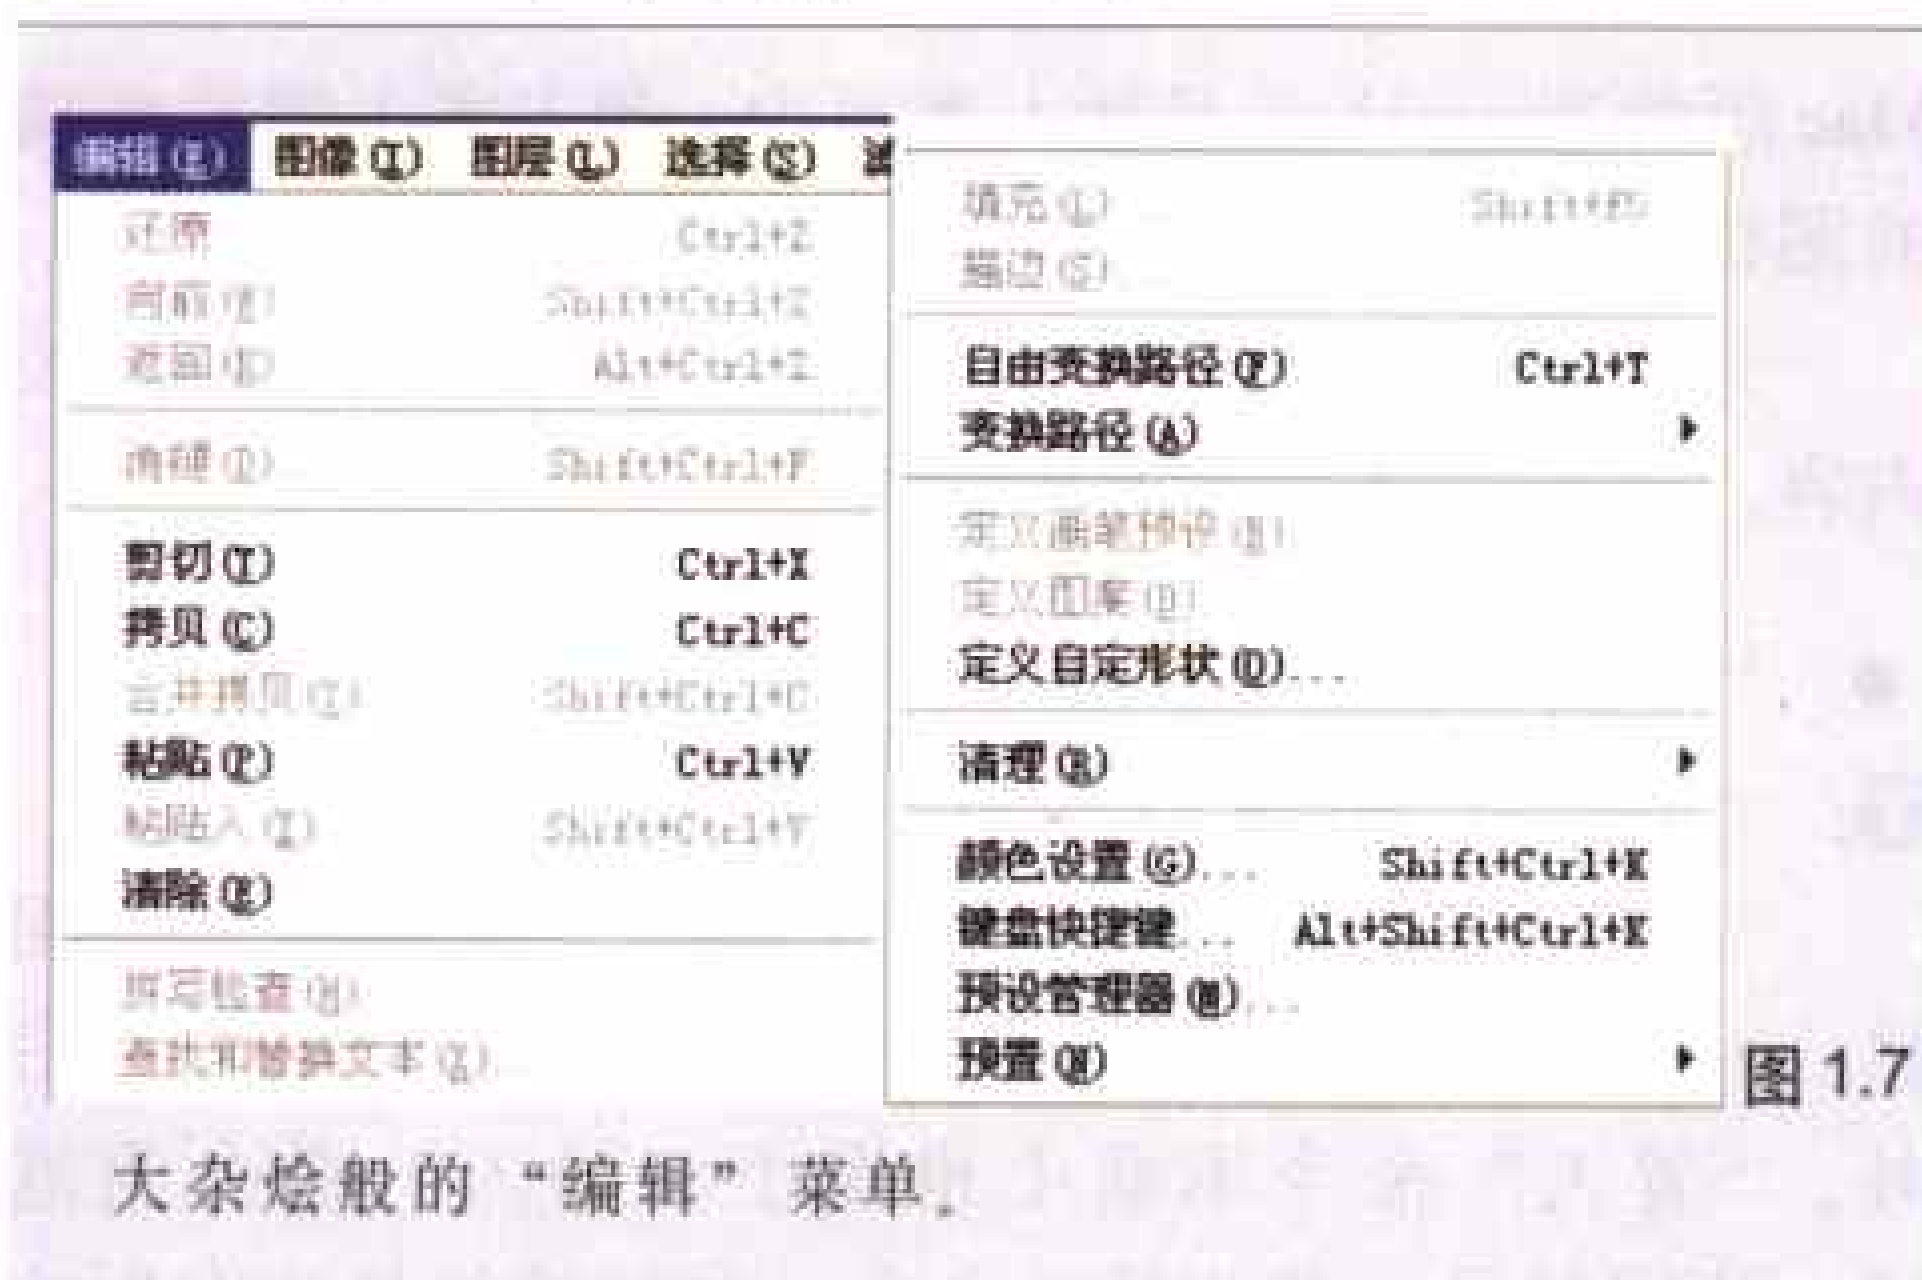 编辑(E) 图像(I) 图层(L) 选择(S)
还原 Ctrl+Z
向前(F) Shift+Ctrl+Z
返回(K) Alt+Ctrl+Z
消褪(D) Shift+Ctrl+F
剪切(T) Ctrl+X
拷贝(C) Ctrl+C
合并拷贝(Y) Shift+Ctrl+C
粘贴(P) Ctrl+V
粘贴入(I) Shift+Ctrl+V
清除(E)
拼写检查(H)
查找和替换文本(X)
填充(L) Shift+F5
描边(S)
自由变换路径(F) Ctrl+T
变换路径(A)
定义画笔预设(B)
定义图案(D)
定义自定形状(O)...
清理(R)
颜色设置(G)... Shift+Ctrl+K
键盘快捷键... Alt+Shift+Ctrl+K
预设管理器(M)...
预置(N)
图 1.7
大杂烩般的“编辑”菜单。